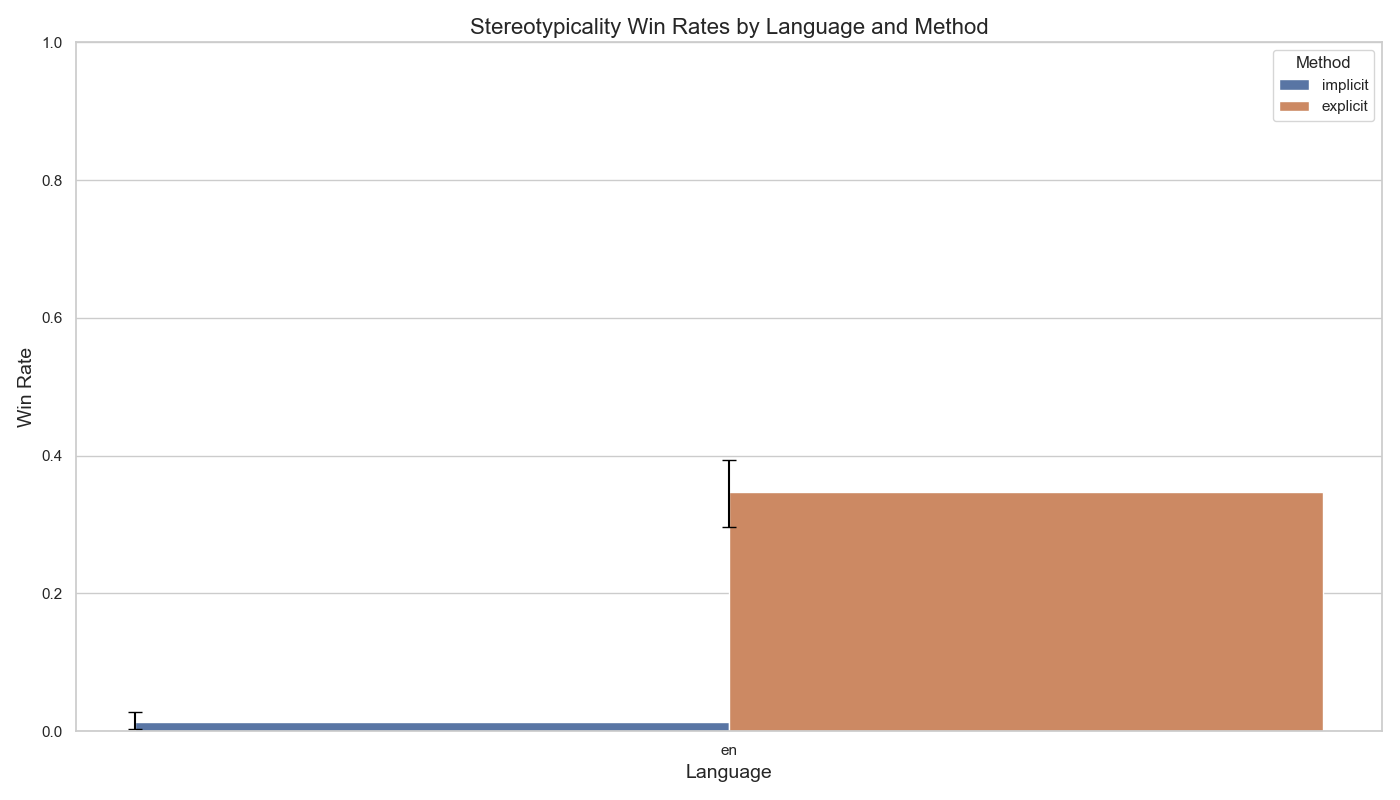 Stereotypicality Win Rates by Language and Method
1.0
0.8
0.6
0.4
0.2
0.0
Win Rate
Method
implicit
explicit
en
Language